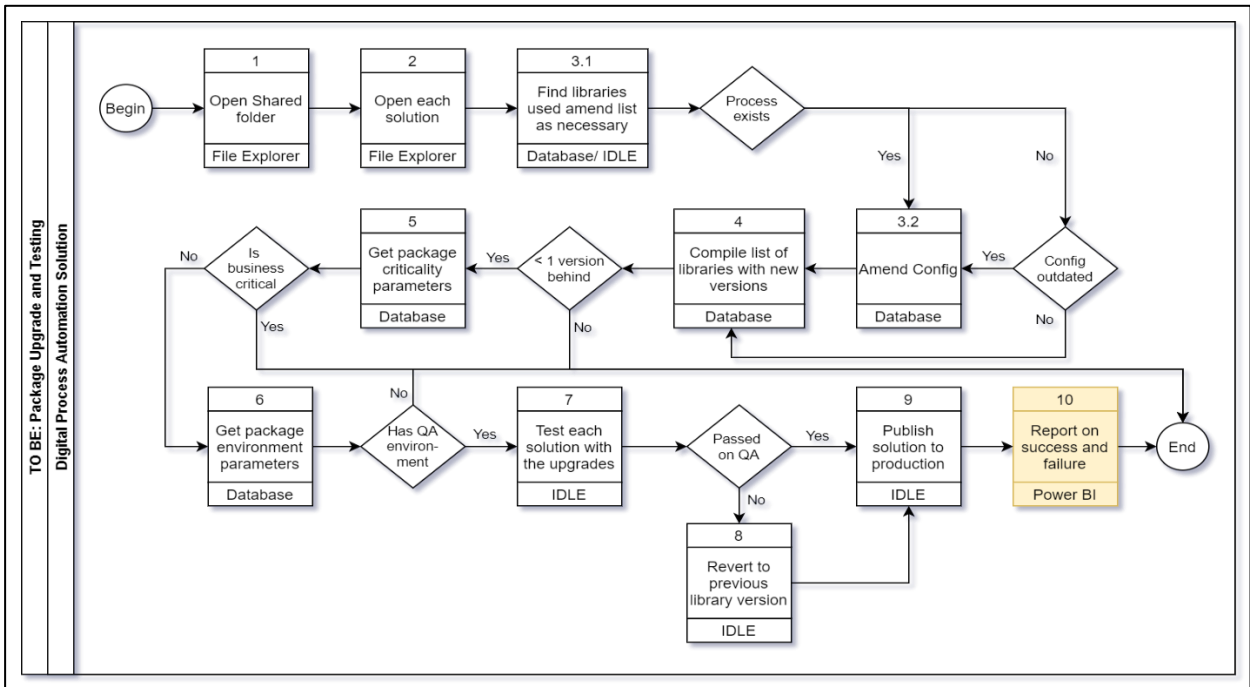 TO BE: Package Upgrade and Testing
Digital Process Automation Solution
Begin
1
Open Shared
folder
File Explorer
2
Open each
solution
File Explorer
3.1
Find libraries
used amend list
as necessary
Database/ IDLE
Process
exists
Yes
No
Is
business
critical
No
Yes
5
Get package
criticality
parameters
Database
< 1 version
behind
Yes
No
4
Compile list of
libraries with new
versions
Database
3.2
Amend Config
Database
Yes
Config
outdated
No
6
Get package
environment
parameters
Database
No
Has QA
environ-
ment
Yes
7
Test each
solution with
the upgrades
IDLE
Passed
on QA
Yes
No
9
Publish
solution to
production
IDLE
10
Report on
success and
failure
Power BI
End
8
Revert to
previous
library version
IDLE